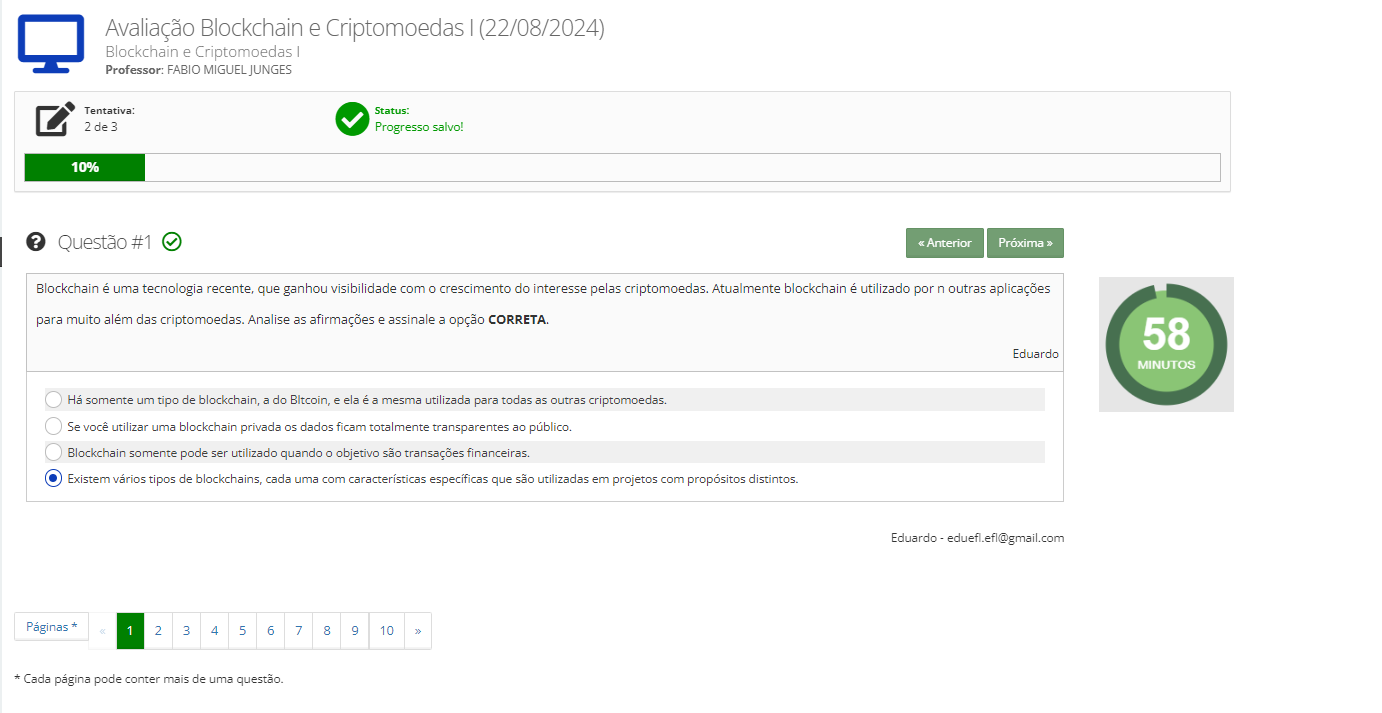 Avaliação Blockchain e Criptomoedas I (22/08/2024)
Blockchain e Criptomoedas I
Professor: FABIO MIGUEL JUNGES
Tentativa:
2 de 3
Status:
Progresso salvo!
10%
Questão #1
« Anterior
Próxima »
Blockchain é uma tecnologia recente, que ganhou visibilidade com o crescimento do interesse pelas criptomoedas. Atualmente blockchain é utilizado por n outras aplicações
para muito além das criptomoedas. Analise as afirmações e assinale a opção CORRETA.
Eduardo
58
MINUTOS
Há somente um tipo de blockchain, a do BItcoin, e ela é a mesma utilizada para todas as outras criptomoedas.
Se você utilizar uma blockchain privada os dados ficam totalmente transparentes ao público.
Blockchain somente pode ser utilizado quando o objetivo são transações financeiras.
Existem vários tipos de blockchains, cada uma com características específicas que são utilizadas em projetos com propósitos distintos.
Eduardo - eduefl.efl@gmail.com
Páginas * « 1 2 3 4 5 6 7 8 9 10 »
* Cada página pode conter mais de uma questão.